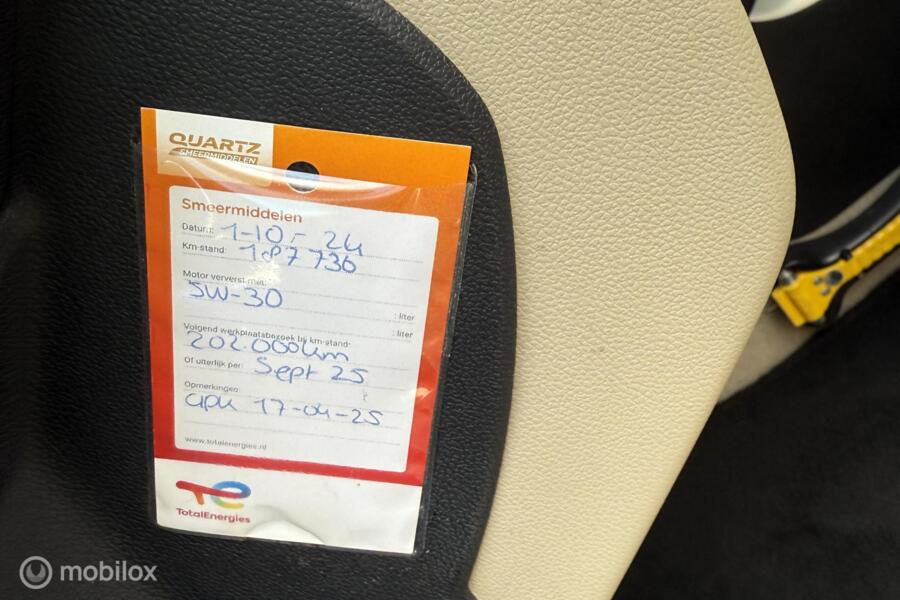 QUARTZ
SMEERMIDDELEN
Smeermiddelen
Datum: 1-10-24
Km-stand: 187736
Motor ververst met:
5W-30 : liter
: liter
Volgend werkplaatsbezoek bij km-stand:
202.000km
Of uiterlijk per: Sept 25
Opmerkingen:
apk 17-04-25
www.totalenergies.nl
TotalEnergies
mobilox